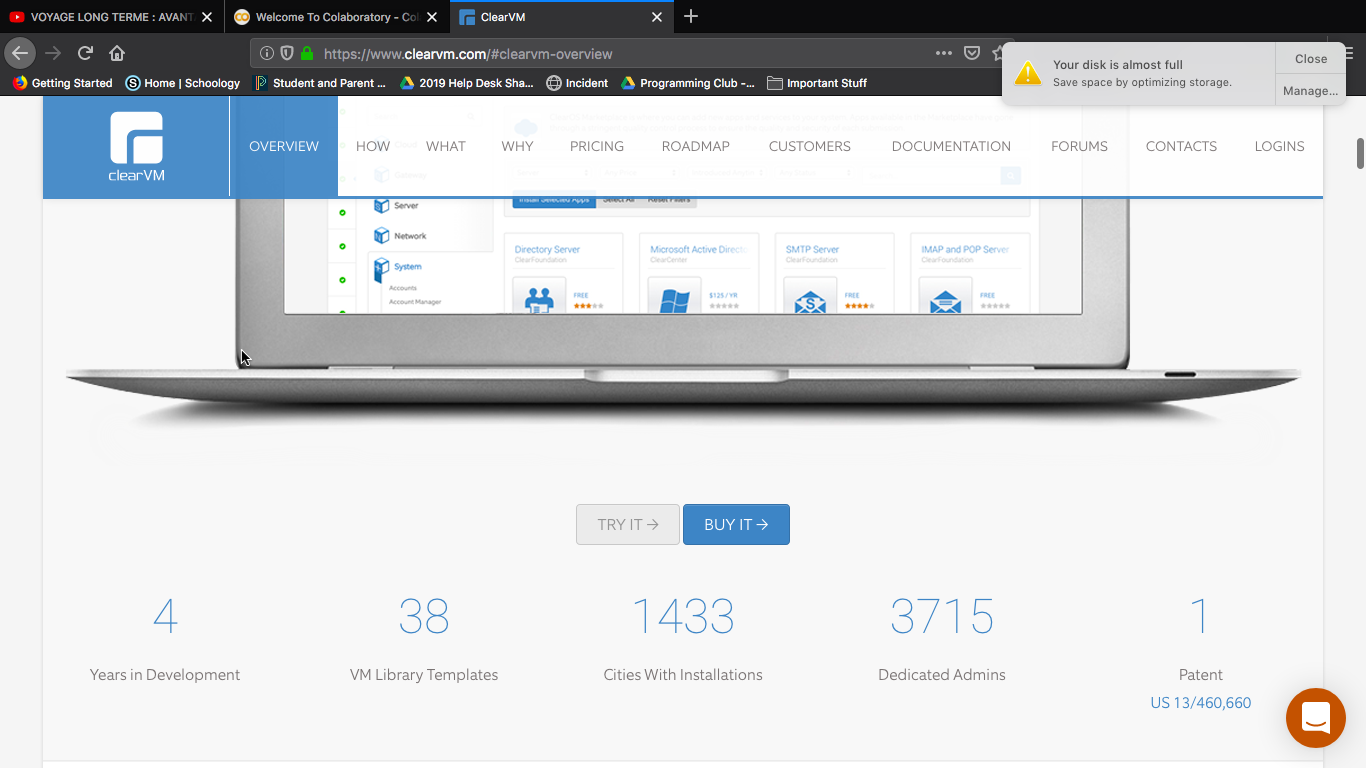 VOYAGE LONG TERME : AVANT
Welcome To Colaboratory - Col
ClearVM
https://www.clearvm.com/#clearvm-overview
Getting Started
Home | Schoology
Student and Parent ...
2019 Help Desk Sha...
Incident
Programming Club -...
Important Stuff
Your disk is almost full
Save space by optimizing storage.
Close
Manage...
clearVM
OVERVIEW
HOW
WHAT
WHY
PRICING
ROADMAP
CUSTOMERS
DOCUMENTATION
FORUMS
CONTACTS
LOGINS
Install Selected Apps
Select All
Reset Filters
Server
Network
System
Accounts
Account Manager
Directory Server
ClearFoundation
FREE
Microsoft Active Directo
ClearCenter
$125 / YR
SMTP Server
ClearFoundation
FREE
IMAP and POP Server
ClearFoundation
FREE
TRY IT →
BUY IT →
4
Years in Development
38
VM Library Templates
1433
Cities With Installations
3715
Dedicated Admins
1
Patent
US 13/460,660